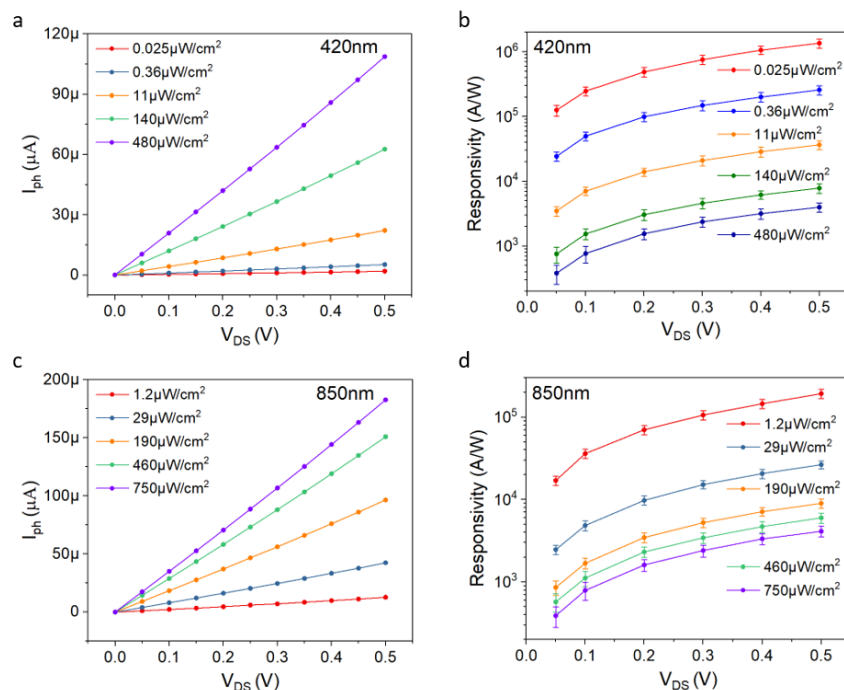 a
120μ
90μ
60μ
30μ
0
I_ph (μA)
0.025μW/cm²
0.36μW/cm²
11μW/cm²
140μW/cm²
480μW/cm²
420nm
0.0 0.1 0.2 0.3 0.4 0.5
V_DS (V)
b
10⁶
10⁵
10⁴
10³
Responsivity (A/W)
420nm
0.025μW/cm²
0.36μW/cm²
11μW/cm²
140μW/cm²
480μW/cm²
0.0 0.1 0.2 0.3 0.4 0.5
V_DS (V)
c
200μ
150μ
100μ
50μ
0
I_ph (μA)
1.2μW/cm²
29μW/cm²
190μW/cm²
460μW/cm²
750μW/cm²
850nm
0.0 0.1 0.2 0.3 0.4 0.5
V_DS (V)
d
10⁵
10⁴
10³
Responsivity (A/W)
850nm
1.2μW/cm²
29μW/cm²
190μW/cm²
460μW/cm²
750μW/cm²
0.0 0.1 0.2 0.3 0.4 0.5
V_DS (V)